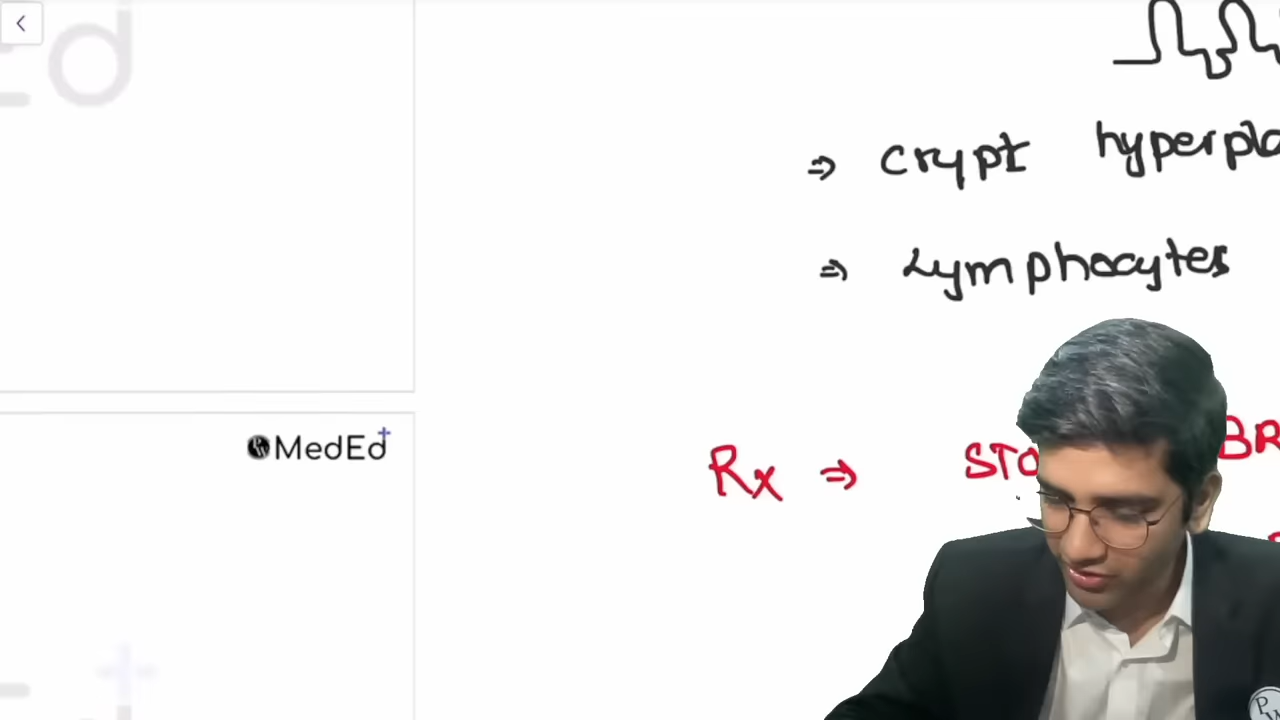 ⇒ crypt hyperpla
⇒ Lymphocytes
MedEd
Rx ⇒ STO BR